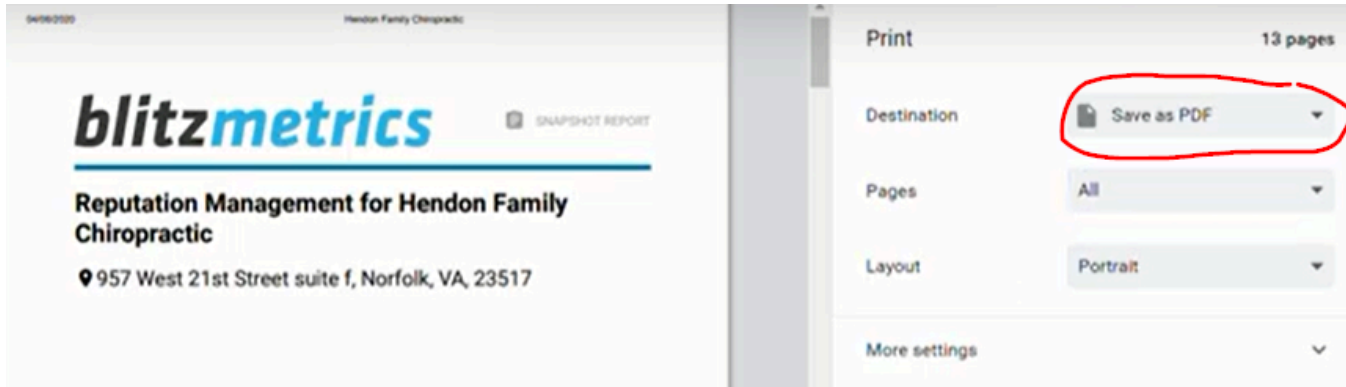 04/08/2020 Hendon Family Chiropractic
blitzmetrics SNAPSHOT REPORT
Reputation Management for Hendon Family
Chiropractic
957 West 21st Street suite f, Norfolk, VA, 23517
Print 13 pages
Destination Save as PDF
Pages All
Layout Portrait
More settings